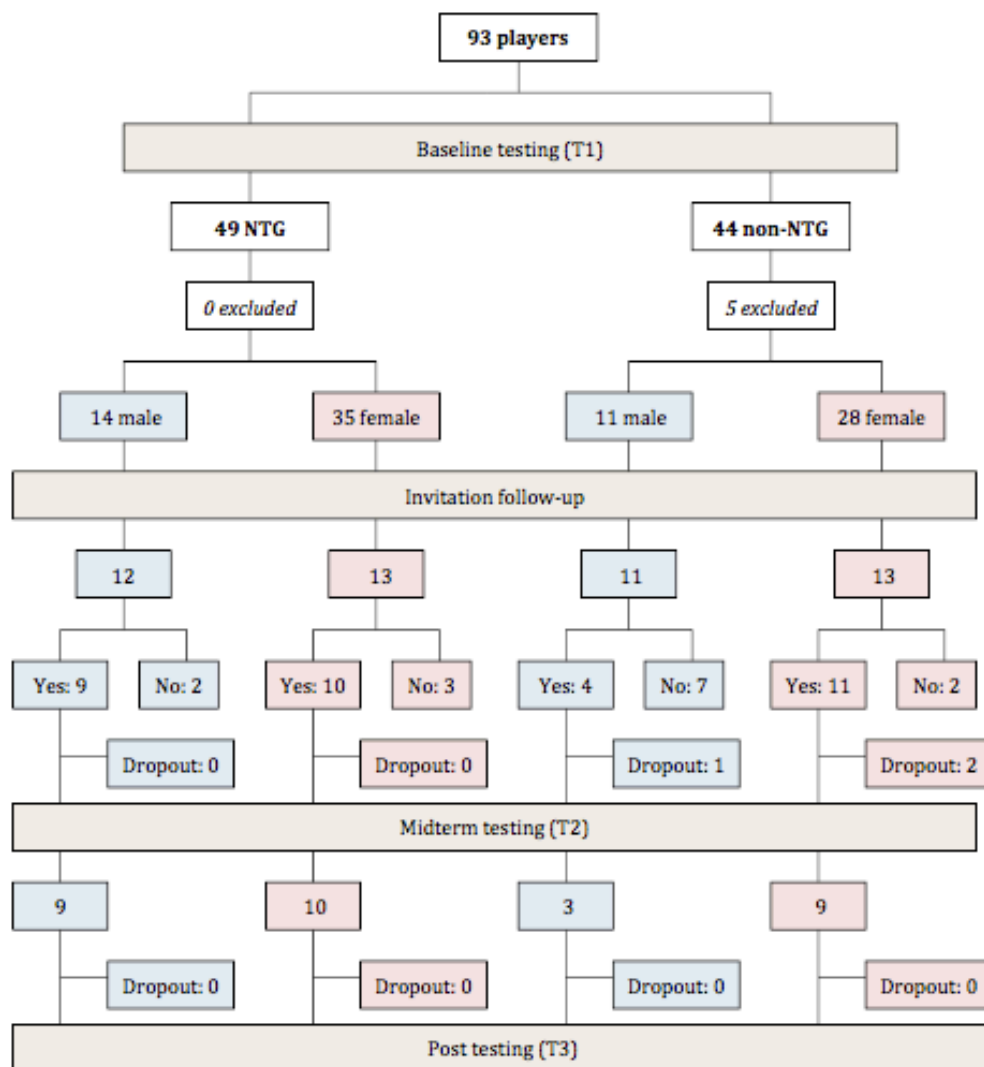 93 players
Baseline testing (T1)
49 NTG
44 non-NTG
0 excluded
5 excluded
14 male
35 female
11 male
28 female
Invitation follow-up
12
13
11
13
Yes: 9
No: 2
Yes: 10
No: 3
Yes: 4
No: 7
Yes: 11
No: 2
Dropout: 0
Dropout: 0
Dropout: 1
Dropout: 2
Midterm testing (T2)
9
10
3
9
Dropout: 0
Dropout: 0
Dropout: 0
Dropout: 0
Post testing (T3)